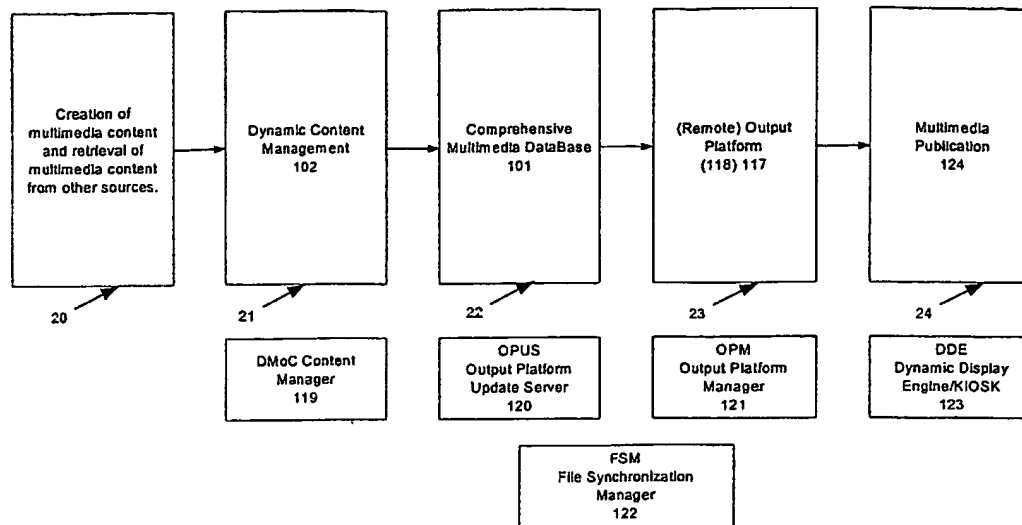 Creation of
multimedia content
and retrieval of
multimedia content
from other sources.
Dynamic Content
Management
102
Comprehensive
Multimedia DataBase
101
(Remote) Output
Platform
(118) 117
Multimedia
Publication
124
20
21
22
23
24
DMoC Content
Manager
119
OPUS
Output Platform
Update Server
120
OPM
Output Platform
Manager
121
DDE
Dynamic Display
Engine/KIOSK
123
FSM
File Synchronization
Manager
122